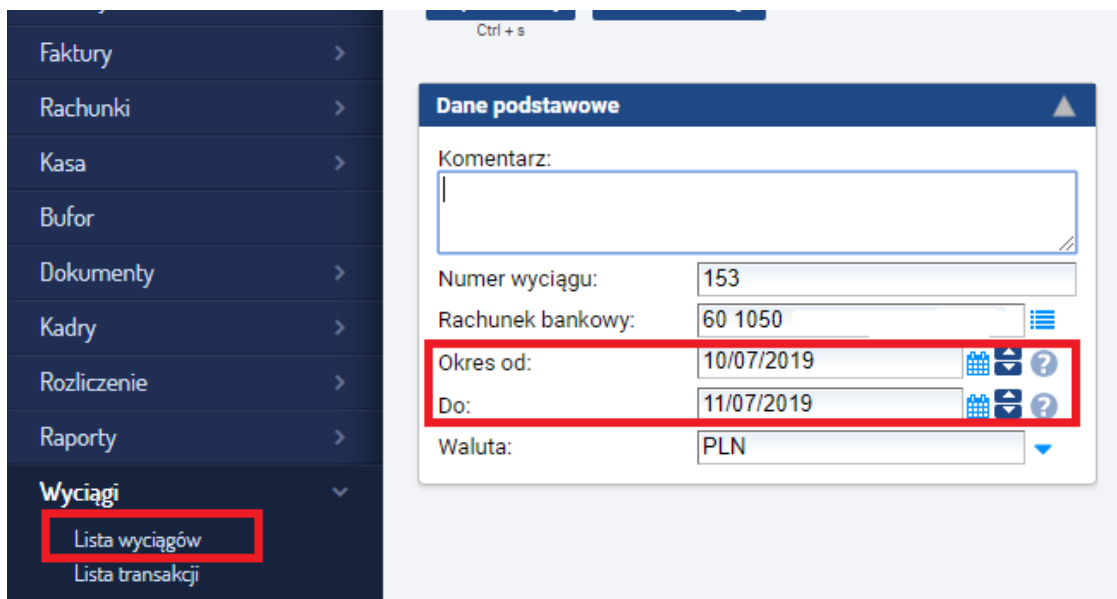 Faktury
Rachunki
Kasa
Bufor
Dokumenty
Kadry
Rozliczenie
Raporty
Wyciągi
Lista wyciągów
Lista transakcji
Ctrl + s
Dane podstawowe
Komentarz:
Numer wyciągu: 153
Rachunek bankowy: 60 1050
Okres od: 10/07/2019
Do: 11/07/2019
Waluta: PLN